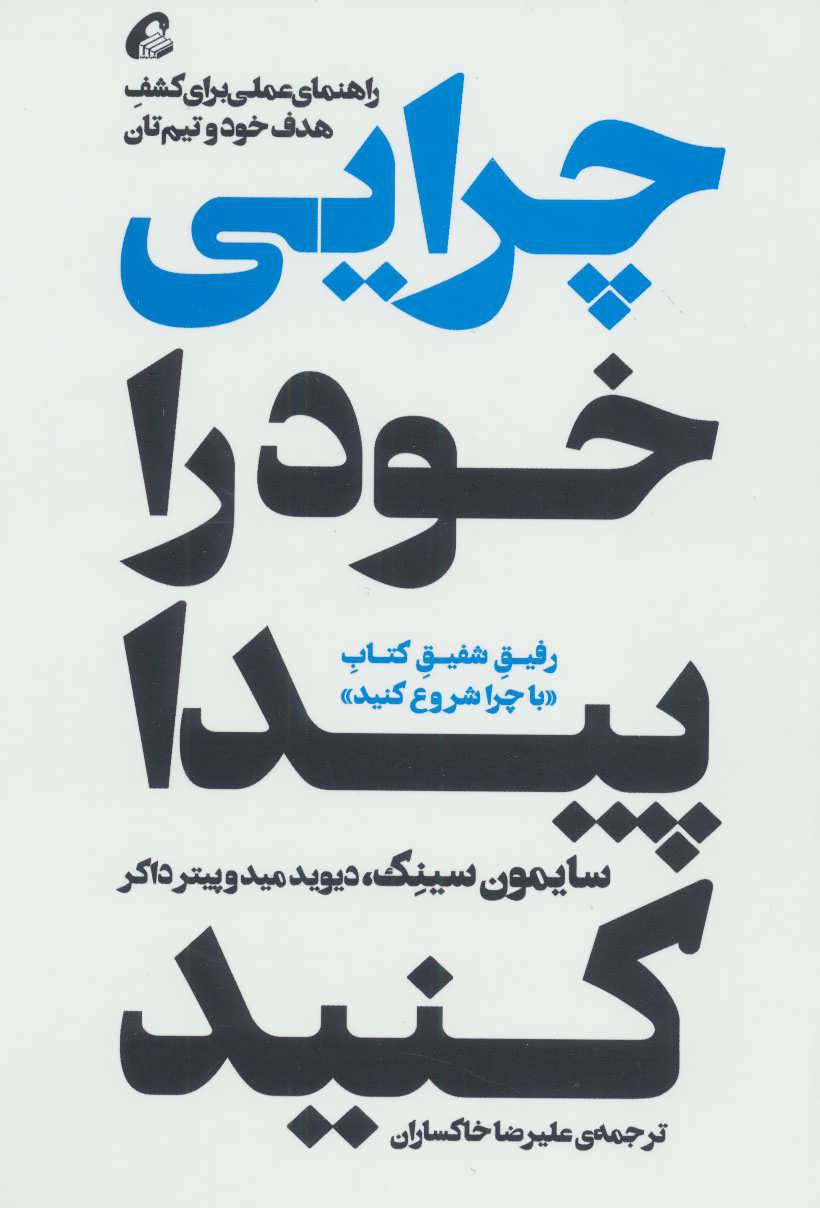 راهنمای عملی برای کشفِ
هدف خود و تیم‌تان
چرایی
خود را
پیدا
رفیقِ شفیقِ کتابِ
«با چرا شروع کنید»
سایمون سینِک، دیوید مید و پیتر داکر
کنید
ترجمه‌ی علیرضا خاکساران